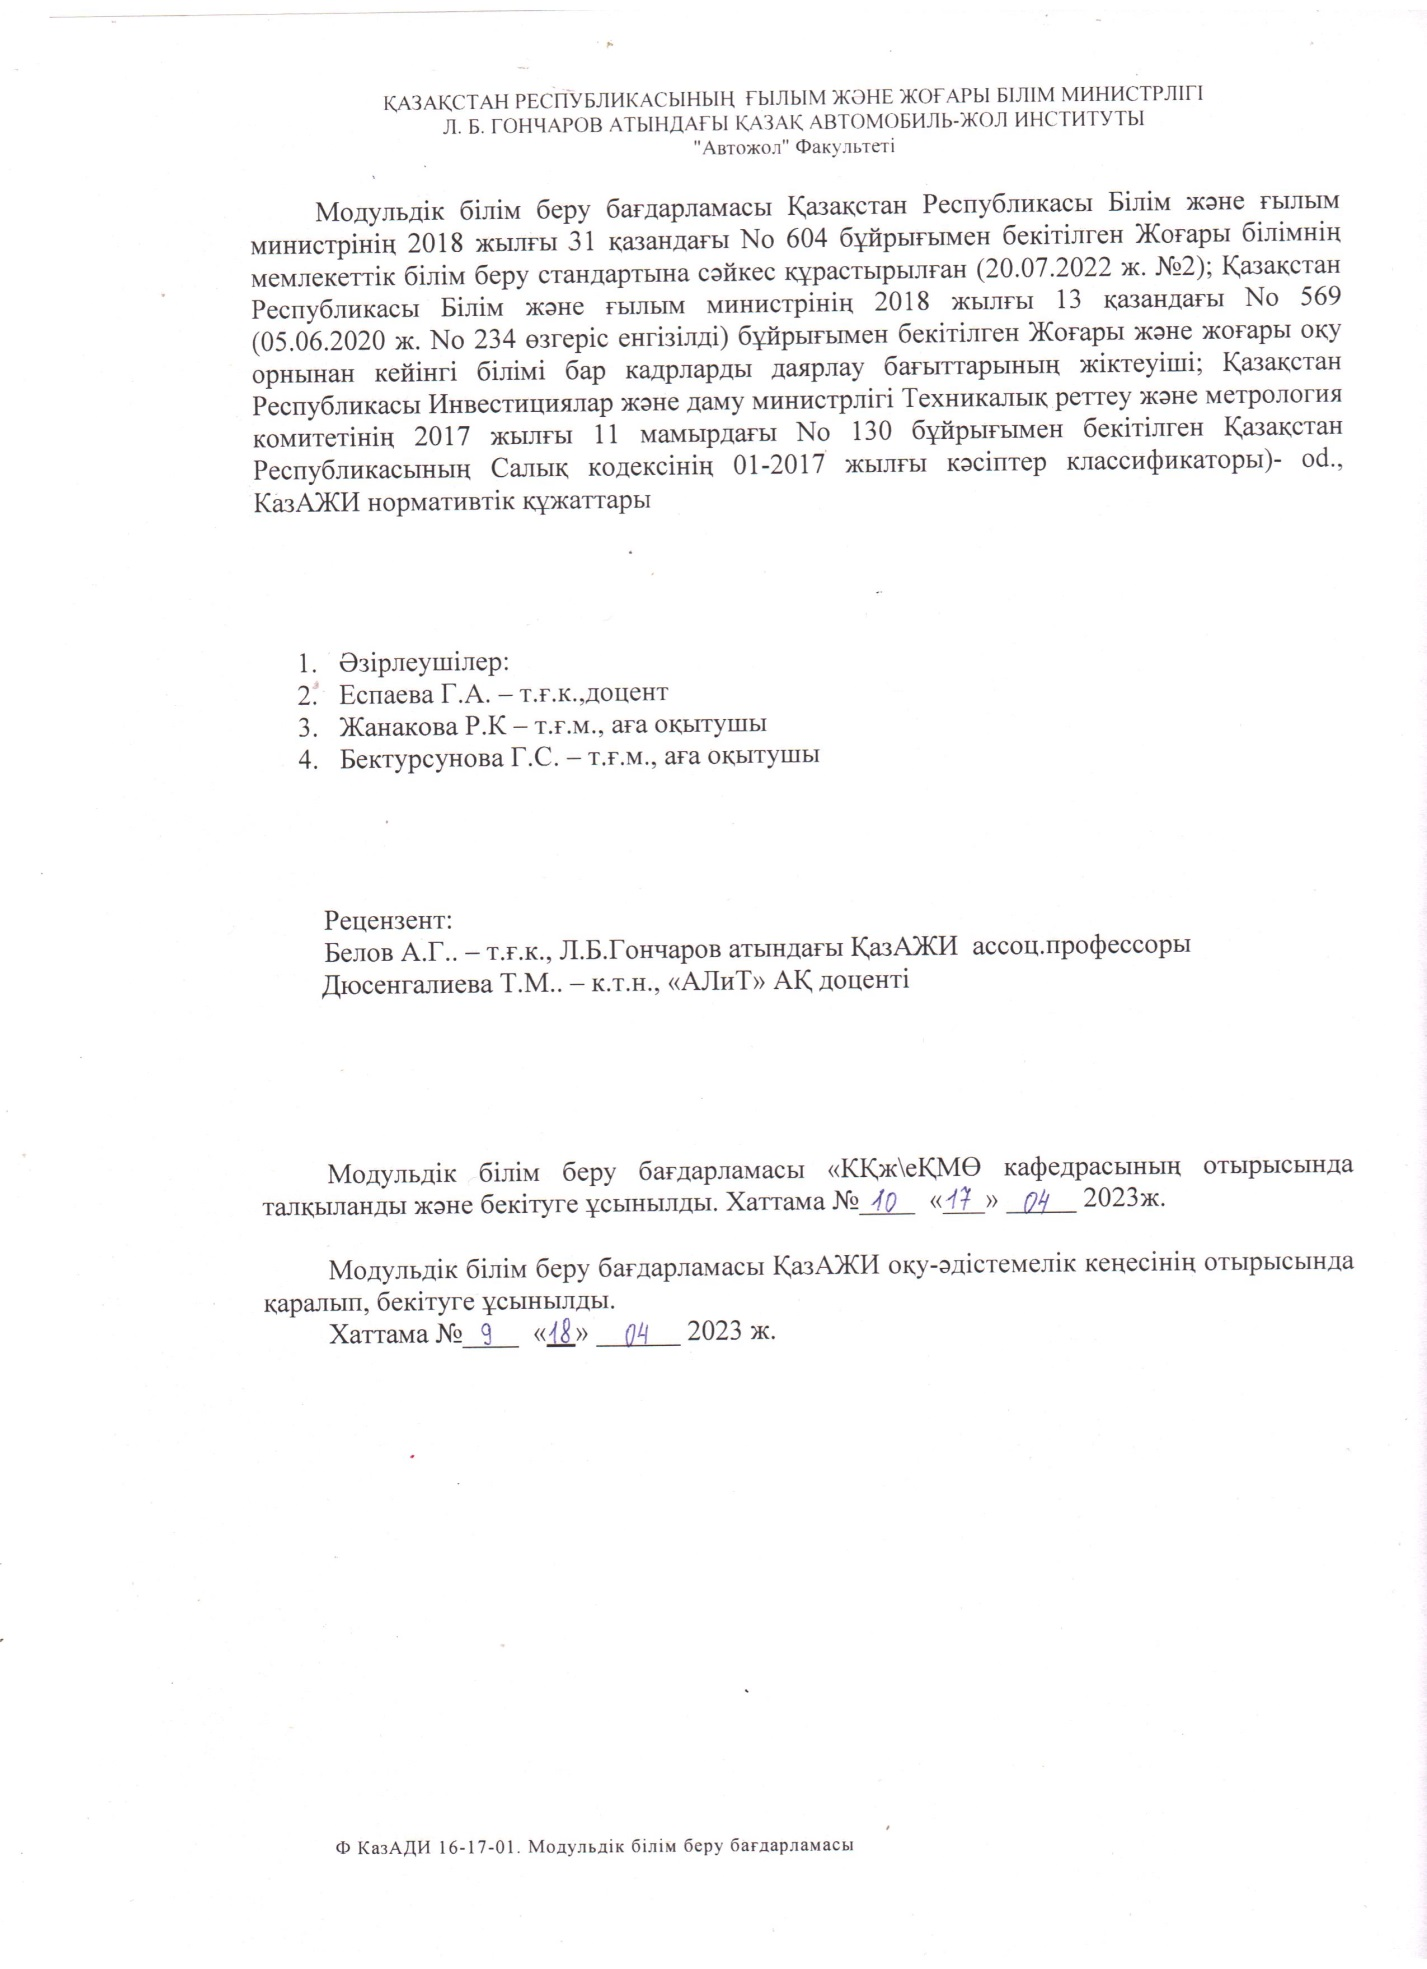 ҚАЗАҚСТАН РЕСПУБЛИКАСЫНЫҢ ҒЫЛЫМ ЖӘНЕ ЖОҒАРЫ БІЛІМ МИНИСТРЛІГІ
Л. Б. ГОНЧАРОВ АТЫНДАҒЫ ҚАЗАҚ АВТОМОБИЛЬ-ЖОЛ ИНСТИТУТЫ
"Автожол" Факультеті
Модульдік білім беру бағдарламасы Қазақстан Республикасы Білім және ғылым
министрінің 2018 жылғы 31 қазандағы No 604 бұйрығымен бекітілген Жоғары білімнің
мемлекеттік білім беру стандартына сәйкес құрастырылған (20.07.2022 ж. №2); Қазақстан
Республикасы Білім және ғылым министрінің 2018 жылғы 13 қазандағы No 569
(05.06.2020 ж. No 234 өзгеріс енгізілді) бұйрығымен бекітілген Жоғары және жоғары оқу
орнынан кейінгі білімі бар кадрларды даярлау бағыттарының жіктеуіші; Қазақстан
Республикасы Инвестициялар және даму министрлігі Техникалық реттеу және метрология
комитетінің 2017 жылғы 11 мамырдағы No 130 бұйрығымен бекітілген Қазақстан
Республикасының Салық кодексінің 01-2017 жылғы кәсіптер классификаторы)- od.,
КазАЖИ нормативтік құжаттары
1. Әзірлеушілер:
2. Еспаева Г.А. – т.ғ.к.,доцент
3. Жанакова Р.К – т.ғ.м., аға оқытушы
4. Бектурсунова Г.С. – т.ғ.м., аға оқытушы
Рецензент:
Белов А.Г.. – т.ғ.к., Л.Б.Гончаров атындағы ҚазАЖИ ассоц.профессоры
Дюсенгалиева Т.М.. – к.т.н., «АЛиТ» АҚ доценті
Модульдік білім беру бағдарламасы «КҚж\еҚМӨ кафедрасының отырысында
талқыланды және бекітуге ұсынылды. Хаттама № 10 «17» 04 2023ж.
Модульдік білім беру бағдарламасы ҚазАЖИ оқу-әдістемелік кеңесінің отырысында
қаралып, бекітуге ұсынылды.
Хаттама № 9 «18» 04 2023 ж.
Ф КазАДИ 16-17-01. Модульдік білім беру бағдарламасы